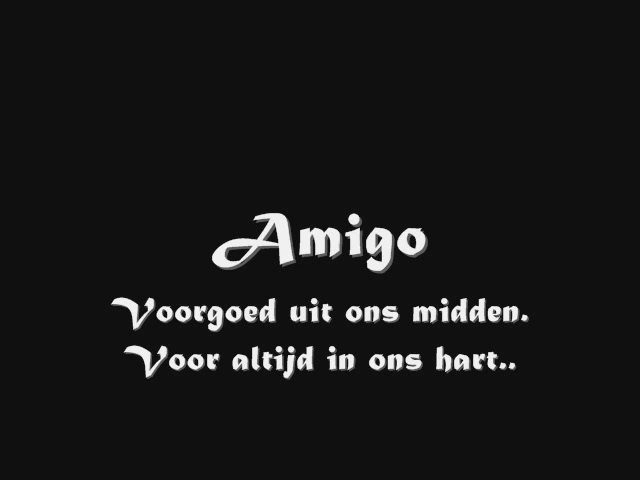 Amigo
Voorgoed uit ons midden.
Voor altijd in ons hart..